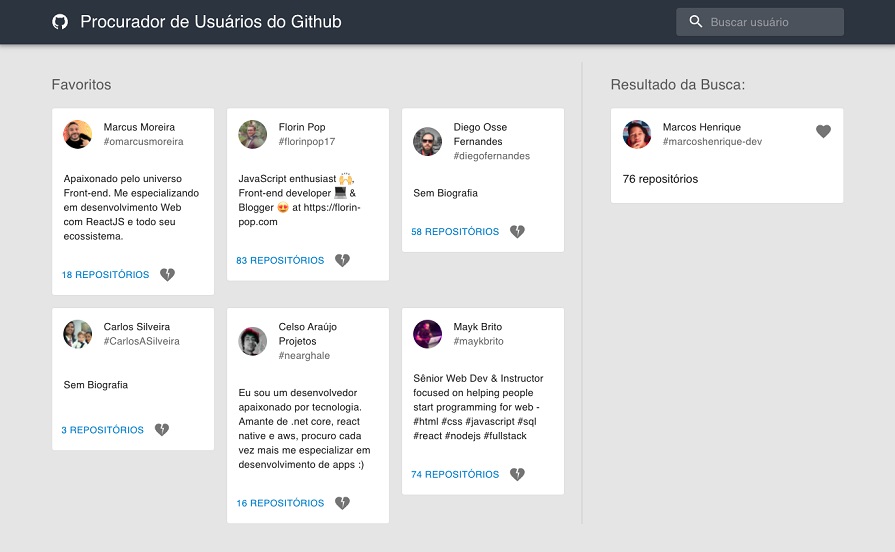 Procurador de Usuários do Github
Buscar usuário
Favoritos
Marcus Moreira
#omarcusmoreira
Apaixonado pelo universo
Front-end. Me especializando
em desenvolvimento Web
com ReactJS e todo seu
ecossistema.
18 REPOSITÓRIOS
Florin Pop
#florinpop17
JavaScript enthusiast 🙌,
Front-end developer 💻 &
Blogger 😍 at https://florin-
pop.com
83 REPOSITÓRIOS
Diego Osse
Fernandes
#diegofernandes
Sem Biografia
58 REPOSITÓRIOS
Carlos Silveira
#CarlosASilveira
Sem Biografia
3 REPOSITÓRIOS
Celso Araújo
Projetos
#nearghale
Eu sou um desenvolvedor
apaixonado por tecnologia.
Amante de .net core, react
native e aws, procuro cada
vez mais me especializar em
desenvolvimento de apps :)
16 REPOSITÓRIOS
Mayk Brito
#maykbrito
Sênior Web Dev & Instructor
focused on helping people
start programming for web -
#html #css #javascript #sql
#react #nodejs #fullstack
74 REPOSITÓRIOS
Resultado da Busca:
Marcos Henrique
#marcoshenrique-dev
76 repositórios